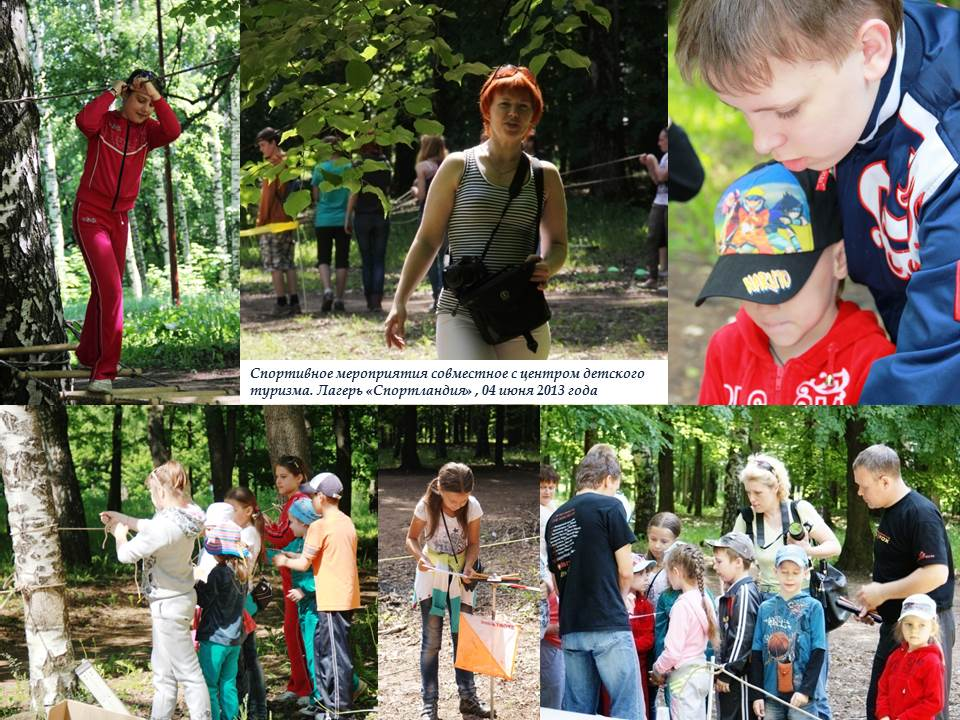 NARUTO
Спортивное мероприятия совместное с центром детского
туризма. Лагерь «Спортландия» , 04 июня 2013 года